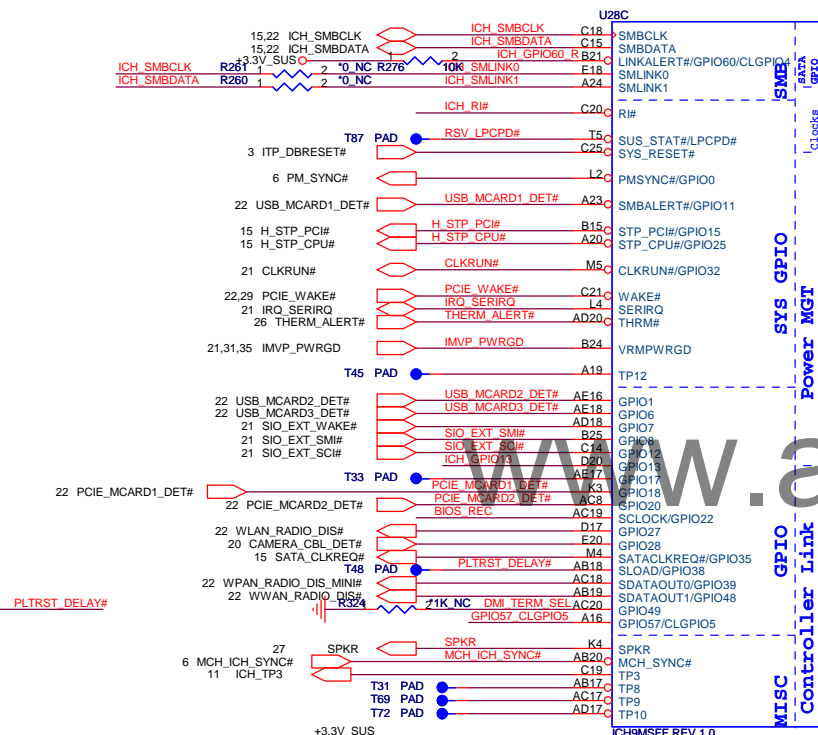 U28C
15,22 ICH_SMBCLK ICH_SMBCLK C18 SMBCLK
15,22 ICH_SMBDATA ICH_SMBDATA C15 SMBDATA
+3.3V_SUS R276 1 2 10K ICH_GPIO60_R B21 LINKALERT#/GPIO60/CLGPIO4
ICH_SMBCLK R261 1 2 *0_NC ICH_SMLINK0 E18 SMLINK0
ICH_SMBDATA R260 1 2 *0_NC ICH_SMLINK1 A24 SMLINK1
SMB
SATA
GPIO
Clocks
ICH_RI# C20 RI#
T87 PAD RSV_LPCPD# T5 SUS_STAT#/LPCPD#
3 ITP_DBRESET# C25 SYS_RESET#
6 PM_SYNC# L2 PMSYNC#/GPIO0
22 USB_MCARD1_DET# USB_MCARD1_DET# A23 SMBALERT#/GPIO11
15 H_STP_PCI# H_STP_PCI# B15 STP_PCI#/GPIO15
15 H_STP_CPU# H_STP_CPU# A20 STP_CPU#/GPIO25
21 CLKRUN# CLKRUN# M5 CLKRUN#/GPIO32
22,29 PCIE_WAKE# PCIE_WAKE# C21 WAKE#
21 IRQ_SERIRQ IRQ_SERIRQ L4 SERIRQ
26 THERM_ALERT# THERM_ALERT# AD20 THRM#
21,31,35 IMVP_PWRGD IMVP_PWRGD B24 VRMPWRGD
T45 PAD A19 TP12
SYS GPIO
Power MGT
22 USB_MCARD2_DET# USB_MCARD2_DET# AE16 GPIO1
22 USB_MCARD3_DET# USB_MCARD3_DET# AE18 GPIO6
21 SIO_EXT_WAKE# AD18 GPIO7
21 SIO_EXT_SMI# SIO_EXT_SMI# B25 GPIO8
21 SIO_EXT_SCI# SIO_EXT_SCI# C14 GPIO12
ICH_GPIO13 D20 GPIO13
T33 PAD AE17 GPIO17
22 PCIE_MCARD1_DET# PCIE_MCARD1_DET# K3 GPIO18
22 PCIE_MCARD2_DET# PCIE_MCARD2_DET# AC8 GPIO20
BIOS_REC AC19 SCLOCK/GPIO22
22 WLAN_RADIO_DIS# D17 GPIO27
20 CAMERA_CBL_DET# E20 GPIO28
15 SATA_CLKREQ# M4 SATACLKREQ#/GPIO35
T48 PAD PLTRST_DELAY# AB18 SLOAD/GPIO38
22 WPAN_RADIO_DIS_MINI# AC18 SDATAOUT0/GPIO39
22 WWAN_RADIO_DIS# AB19 SDATAOUT1/GPIO48
PLTRST_DELAY# R324 2 *1K_NC DMI_TERM_SEL AC20 GPIO49
GPIO57_CLGPIO5 A16 GPIO57/CLGPIO5
GPIO
Controller Link
www.a
27 SPKR SPKR K4 SPKR
6 MCH_ICH_SYNC# MCH_ICH_SYNC# AB20 MCH_SYNC#
11 ICH_TP3 C19 TP3
T31 PAD AB17 TP8
T69 PAD AC17 TP9
T72 PAD AD17 TP10
MISC
+3.3V_SUS
ICH9MSFF REV 1.0